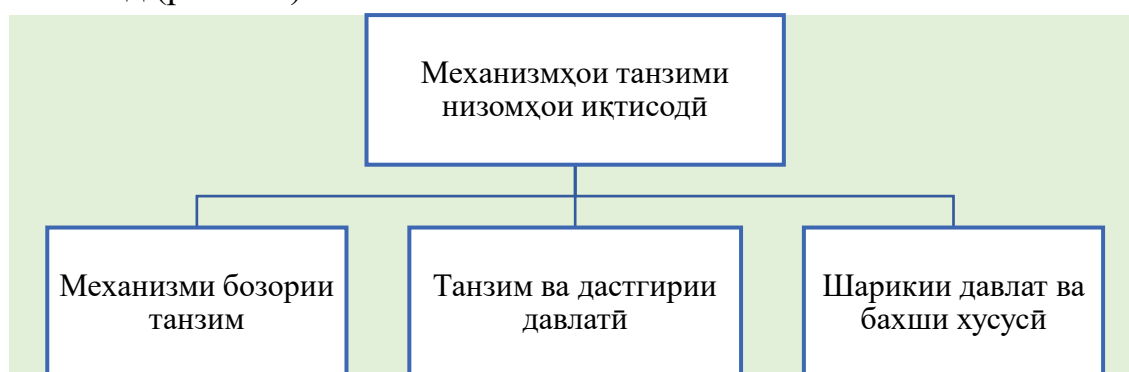 Механизмҳои танзими
низомҳои иқтисодӣ
Механизми бозории
танзим
Танзим ва дастгирии
давлатӣ
Шарикии давлат ва
бахши хусусӣ